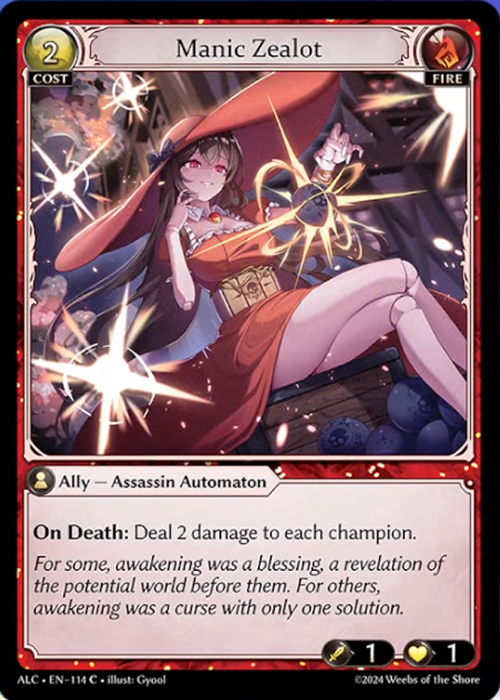 2
Manic Zealot
COST
FIRE
Ally — Assassin Automaton
On Death: Deal 2 damage to each champion.
For some, awakening was a blessing, a revelation of
the potential world before them. For others,
awakening was a curse with only one solution.
1 1
ALC • EN-114 C • illust: Gyool ©2024 Weebs of the Shore